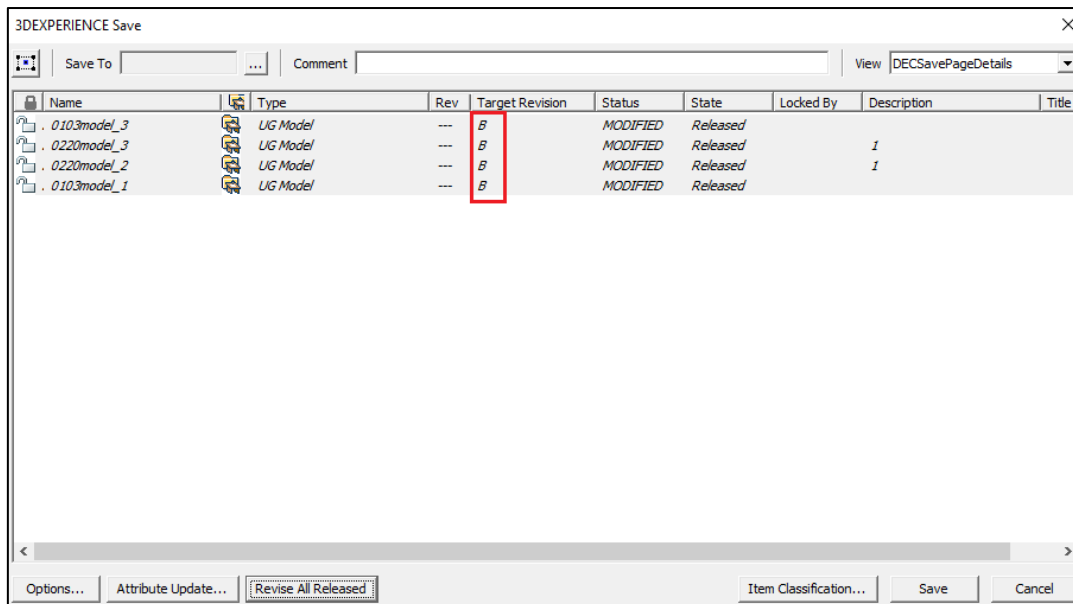 3DEXPERIENCE Save
Save To ... Comment View DECSavePageDetails
Name Type Rev Target Revision Status State Locked By Description Title
. 0103model_3 UG Model --- B MODIFIED Released
. 0220model_3 UG Model --- B MODIFIED Released 1
. 0220model_2 UG Model --- B MODIFIED Released 1
. 0103model_1 UG Model --- B MODIFIED Released
Options... Attribute Update... Revise All Released Item Classification... Save Cancel